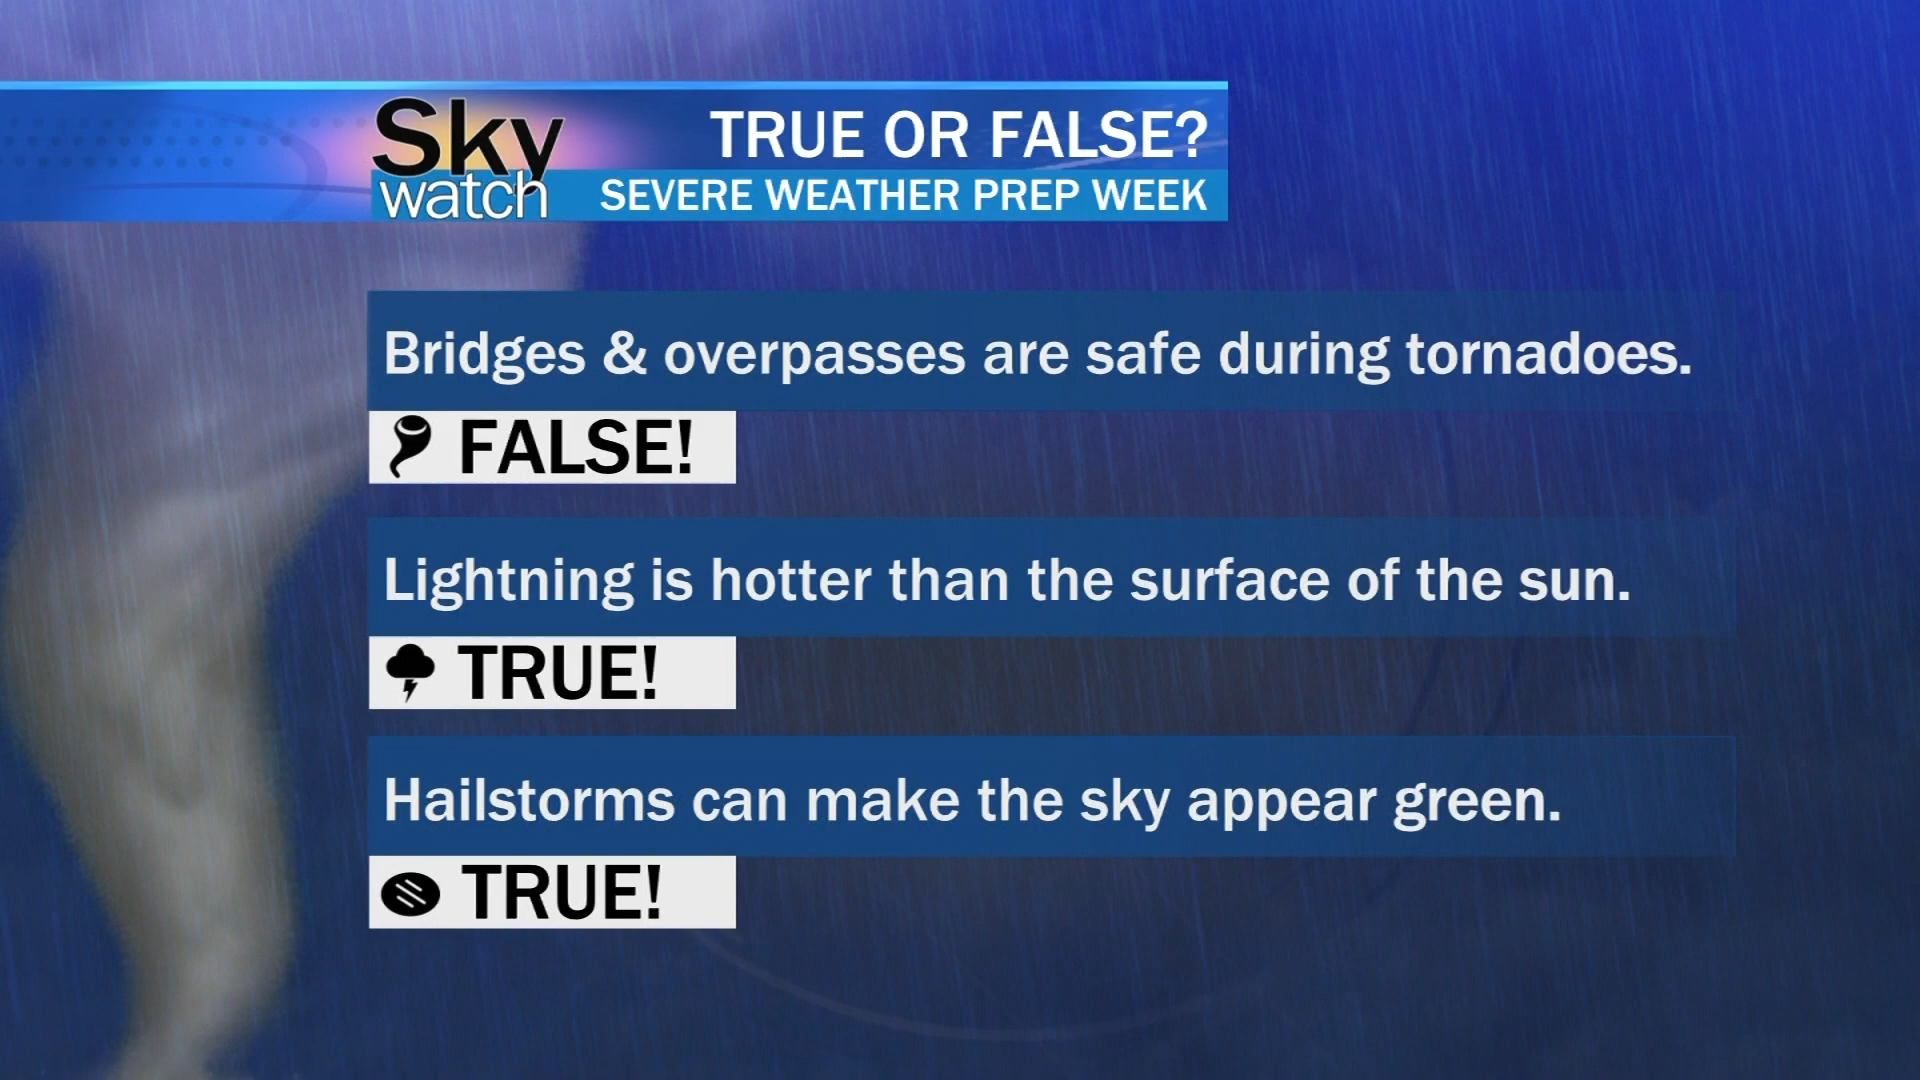 Sky
watch
TRUE OR FALSE?
SEVERE WEATHER PREP WEEK
Bridges & overpasses are safe during tornadoes.
FALSE!
Lightning is hotter than the surface of the sun.
TRUE!
Hailstorms can make the sky appear green.
TRUE!